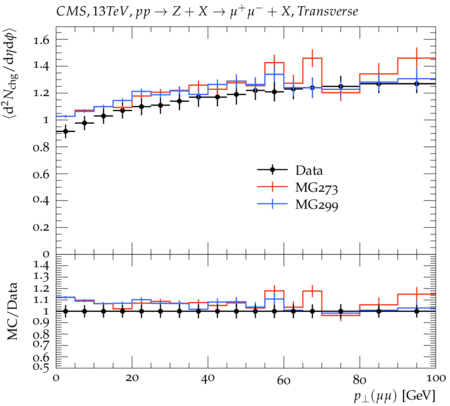 CMS, 13TeV, pp → Z + X → μ⁺μ⁻ + X, Transverse
⟨d²N_chg/dηdϕ⟩
1.6
1.4
1.2
1
0.8
0.6
0.4
0.2
0
Data
MG273
MG299
MC/Data
1.4
1.3
1.2
1.1
1
0.9
0.8
0.7
0.6
0.5
0 20 40 60 80 100
p⊥(μμ) [GeV]